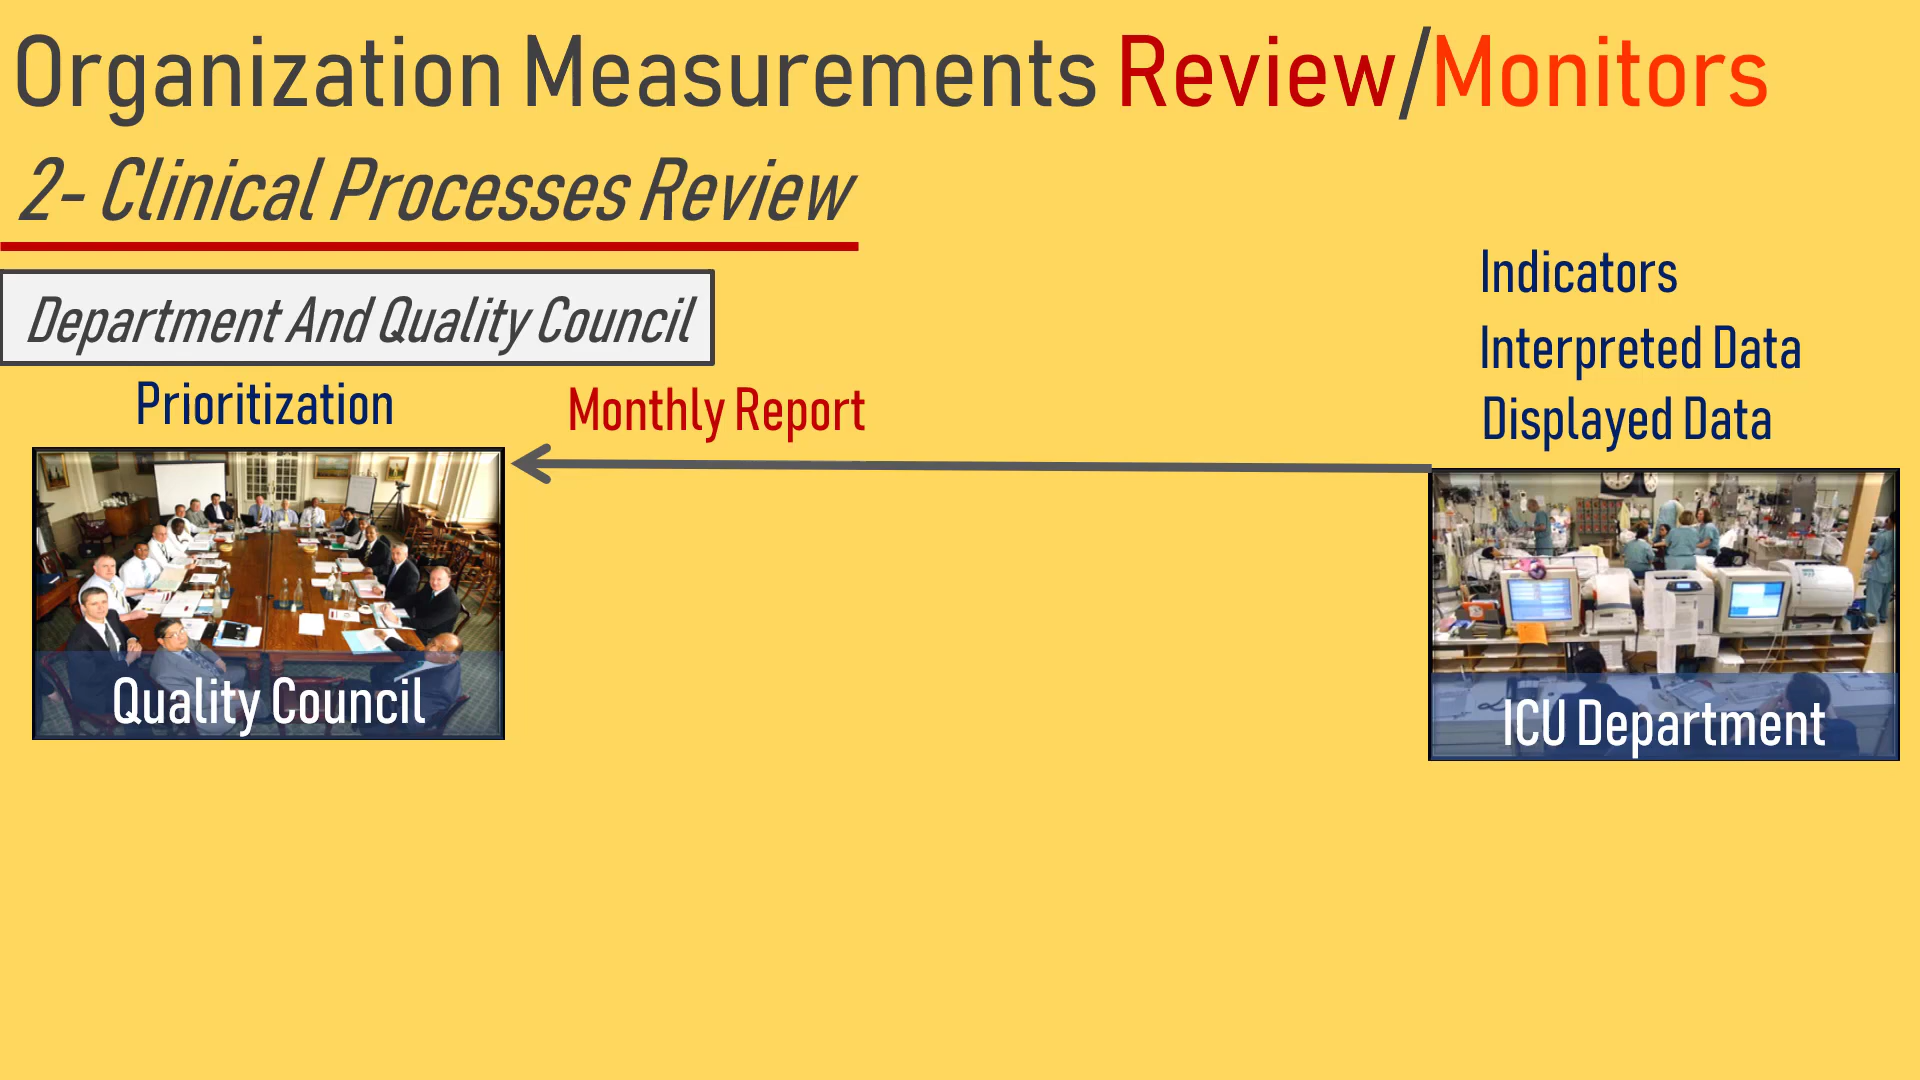 Organization Measurements Review/Monitors
2- Clinical Processes Review
Department And Quality Council
Indicators
Interpreted Data
Displayed Data
Prioritization
Monthly Report
Quality Council
ICU Department